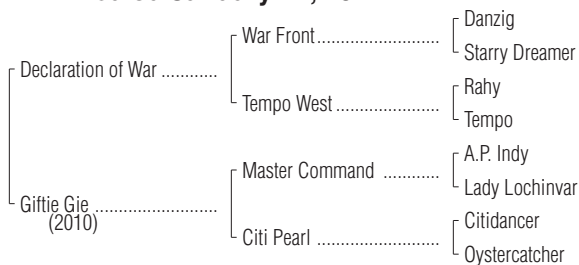 Danzig
War Front
Starry Dreamer
Declaration of War
Rahy
Tempo West
Tempo
A.P. Indy
Master Command
Lady Lochinvar
Giftie Gie
(2010)
Citidancer
Citi Pearl
Oystercatcher